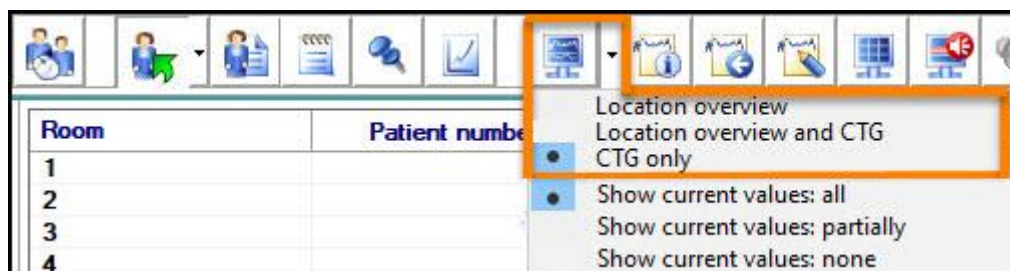 Location overview
Location overview and CTG
CTG only
Show current values: all
Show current values: partially
Show current values: none
Room Patient
1
2
3
4